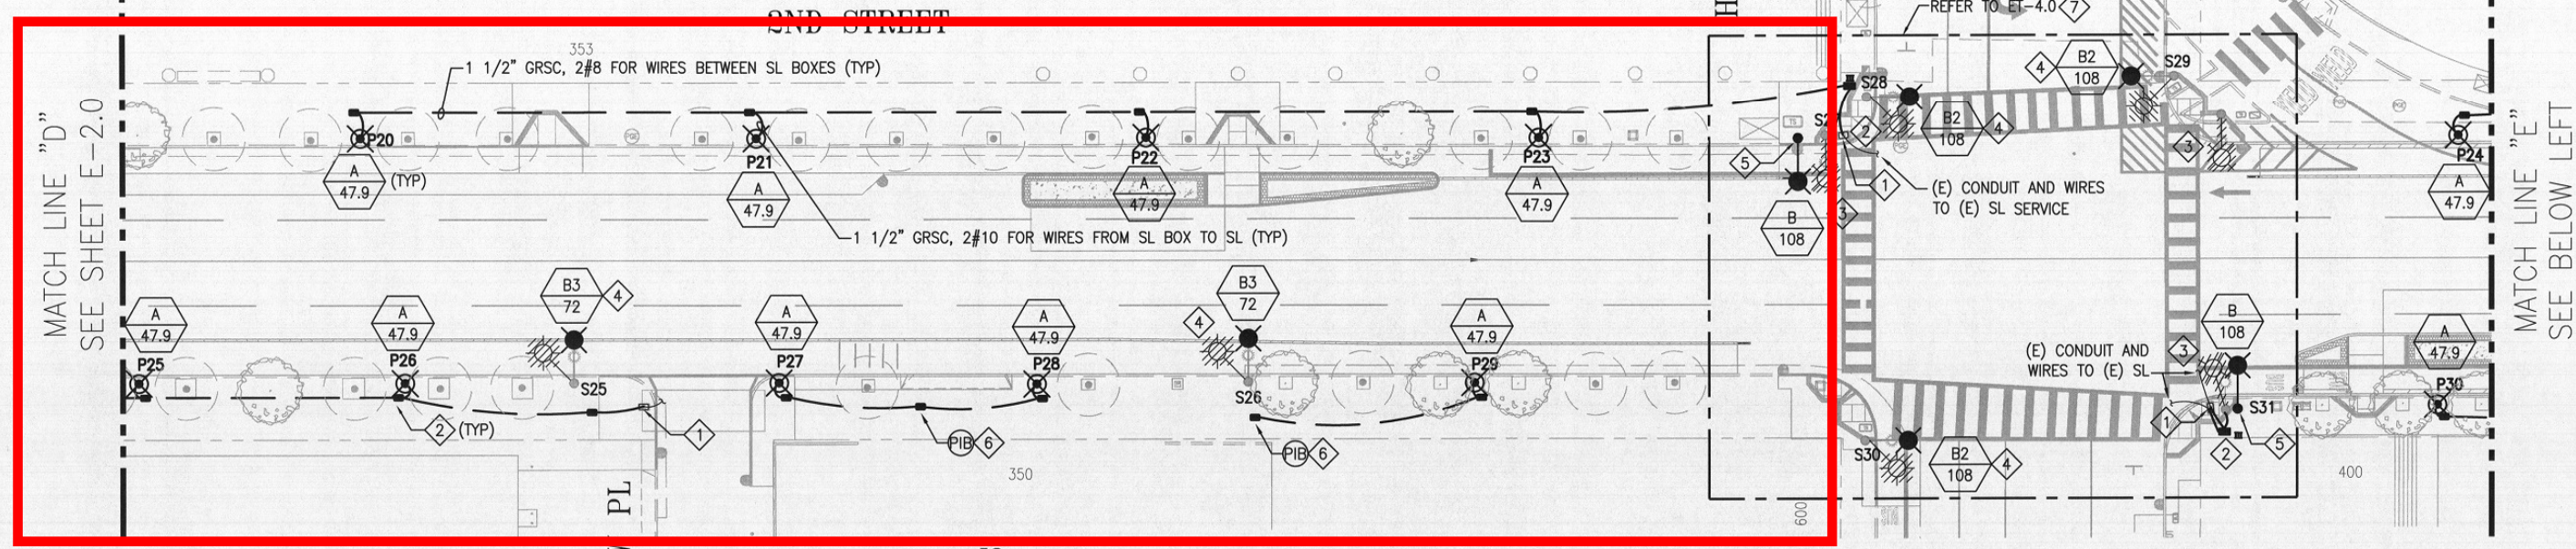 2ND STREET
H
REFER TO ET-4.0 7
353
1 1/2" GRSC, 2#8 FOR WIRES BETWEEN SL BOXES (TYP)
MATCH LINE "D"
SEE SHEET E-2.0
P20
A
47.9
(TYP)
P21
A
47.9
P22
A
47.9
P23
A
47.9
1 1/2" GRSC, 2#10 FOR WIRES FROM SL BOX TO SL (TYP)
5
B
108
S28
2
3
1
B2
108
4
(E) CONDUIT AND WIRES
TO (E) SL SERVICE
4
B2
108
S29
3
P24
A
47.9
MATCH LINE "E"
SEE BELOW LEFT
A
47.9
P25
A
47.9
P26
B3
72
4
S25
2
(TYP)
1
A
47.9
P27
A
47.9
P28
PIB
6
4
B3
72
S26
PIB
6
A
47.9
P29
350
PL
600
S30
B2
108
4
(E) CONDUIT AND
WIRES TO (E) SL
3
B
108
1
S31
2
5
A
47.9
P30
400